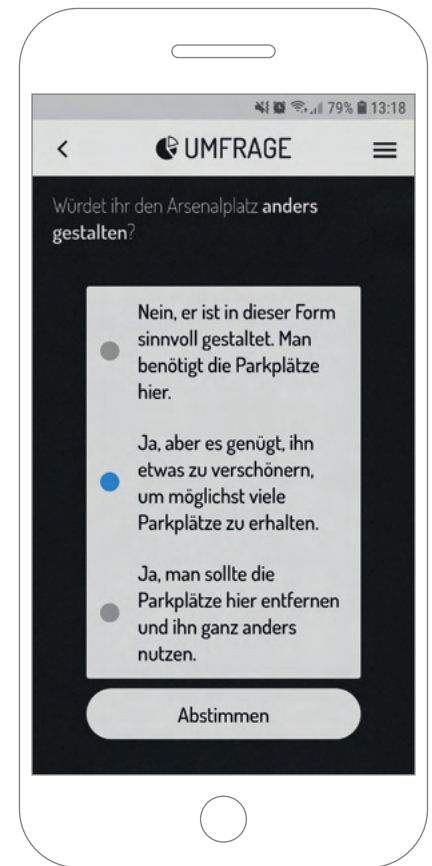 79% 13:18
UMFRAGE
Würdet ihr den Arsenalplatz anders
gestalten?
Nein, er ist in dieser Form
sinnvoll gestaltet. Man
benötigt die Parkplätze
hier.
Ja, aber es genügt, ihn
etwas zu verschönern,
um möglichst viele
Parkplätze zu erhalten.
Ja, man sollte die
Parkplätze hier entfernen
und ihn ganz anders
nutzen.
Abstimmen